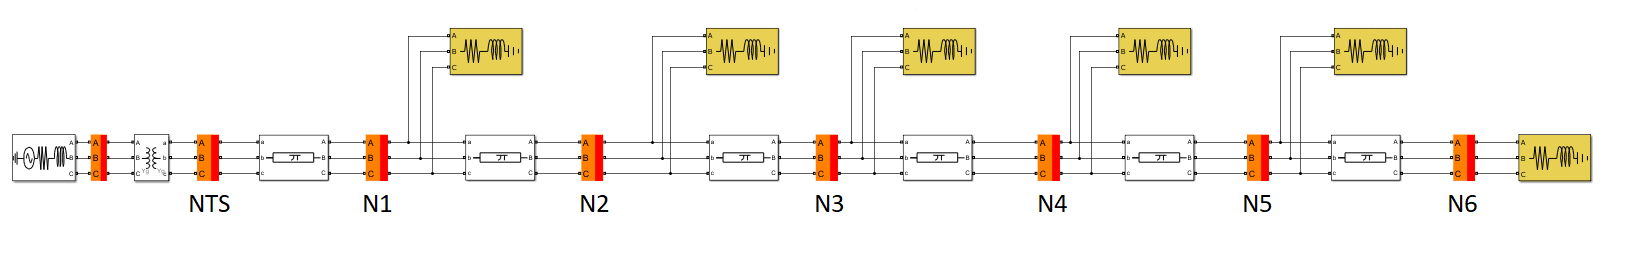 A A A A A
B B B B B
C C C C C
A A A a A a A A a A A a A A a A A a A A a A A A
B B B b B b B B b B B b B B b B B b B B b B B B
C C C c C c C C c C C c C C c C C c C C c C C C
NTS N1 N2 N3 N4 N5 N6